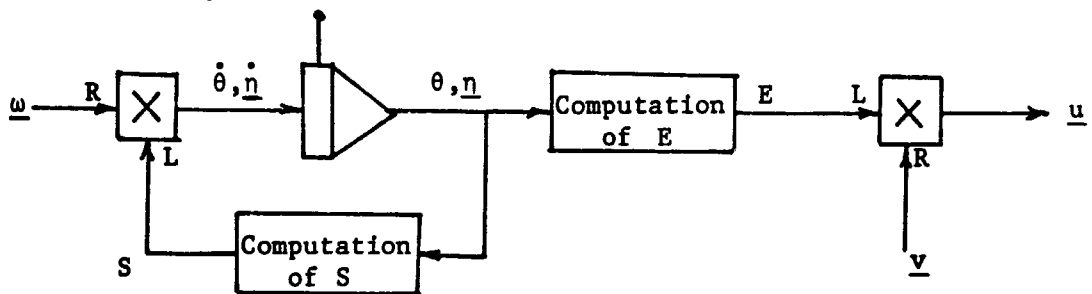 θ̇, η̲̇
θ, η̲
ω̲
R
×
Computation
of E
E
L
×
u̲
L
R
Computation
of S
S
v̲